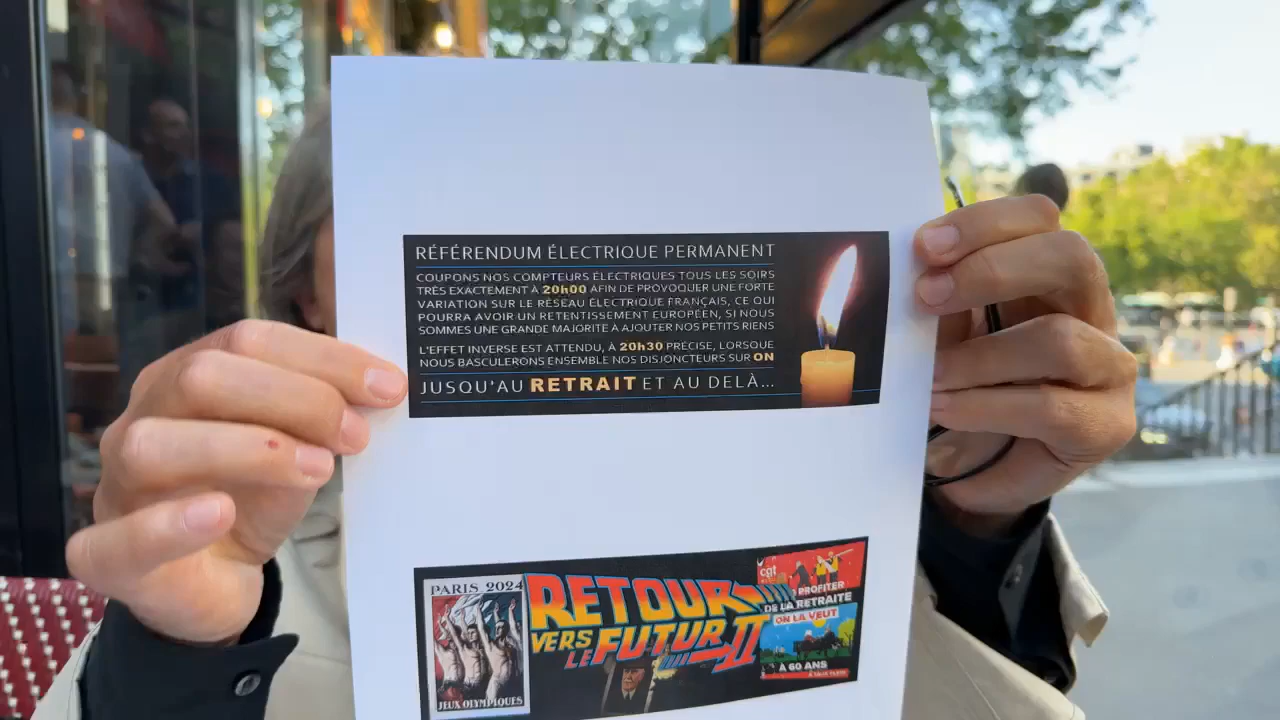 RÉFÉRENDUM ÉLECTRIQUE PERMANENT
COUPONS NOS COMPTEURS ÉLECTRIQUES TOUS LES SOIRS
TRÈS EXACTEMENT À 20h00 AFIN DE PROVOQUER UNE FORTE
VARIATION SUR LE RÉSEAU ÉLECTRIQUE FRANÇAIS, CE QUI
POURRA AVOIR UN RETENTISSEMENT EUROPÉEN, SI NOUS
SOMMES UNE GRANDE MAJORITÉ À AJOUTER NOS PETITS RIENS
L'EFFET INVERSE EST ATTENDU, À 20h30 PRÉCISE, LORSQUE
NOUS BASCULERONS ENSEMBLE NOS DISJONCTEURS SUR ON
JUSQU'AU RETRAIT ET AU DELÀ...
PARIS 2024
JEUX OLYMPIQUES
RETOUR
VERS LE FUTUR II
cgt
PROFITER
DE LA RETRAITE
ON LA VEUT
À 60 ANS